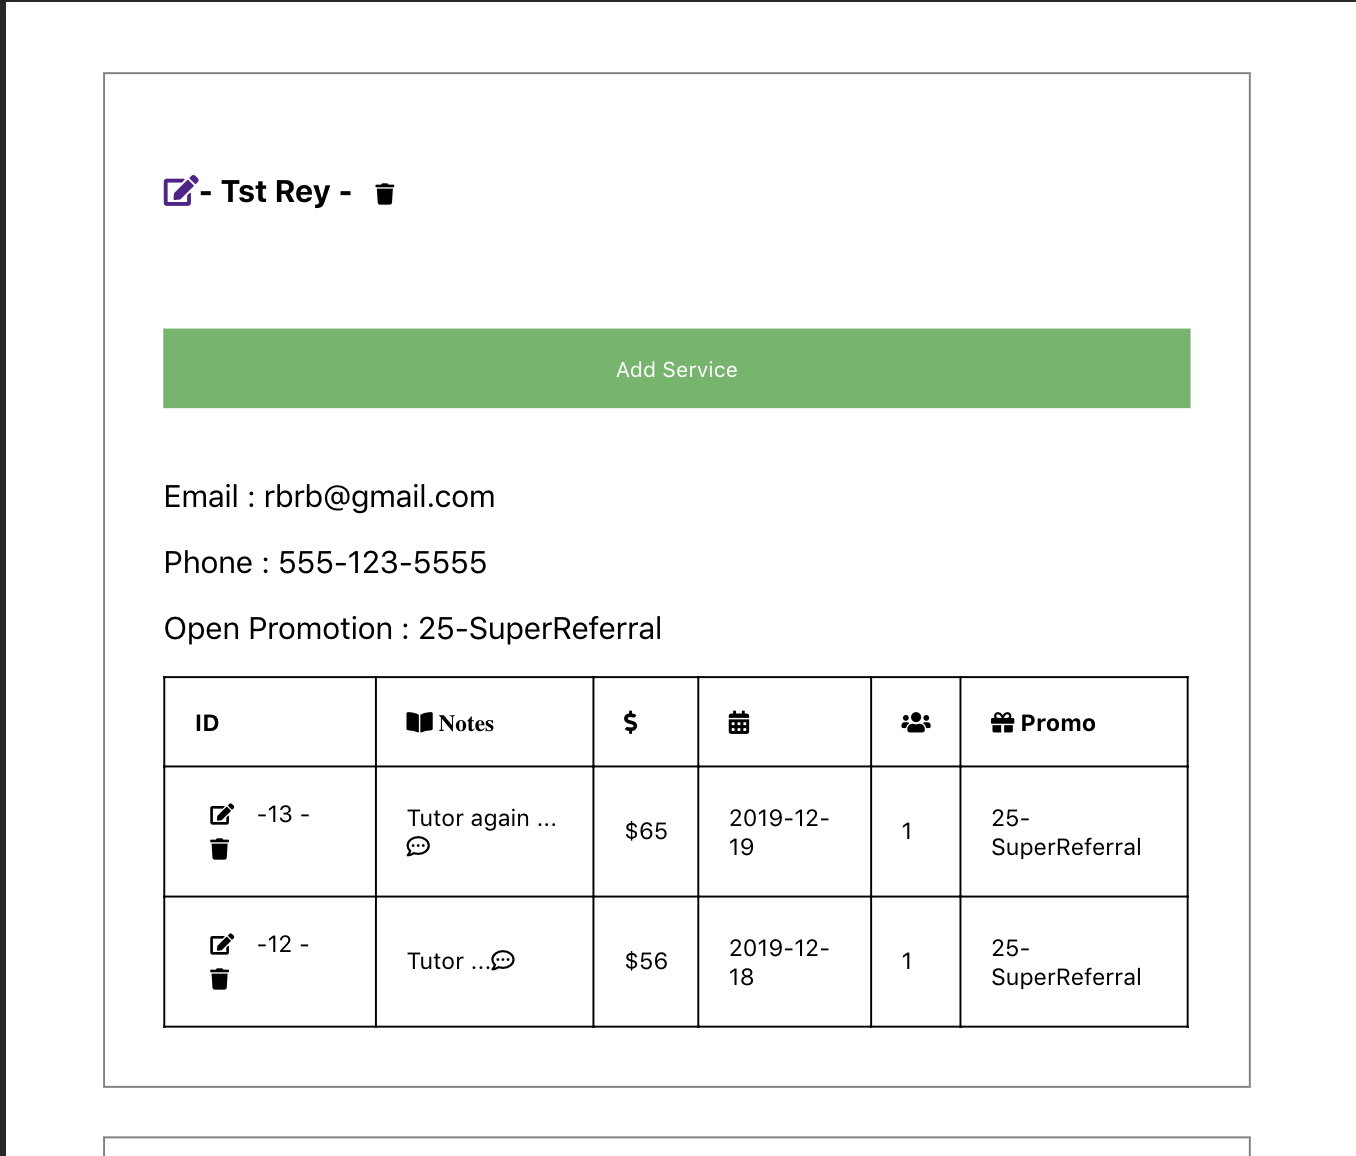 - Tst Rey -
Add Service
Email : rbrb@gmail.com
Phone : 555-123-5555
Open Promotion : 25-SuperReferral
ID Notes $ Promo
-13 - Tutor again ... $65 2019-12- 1 25-
19 SuperReferral
-12 - Tutor ... $56 2019-12- 1 25-
18 SuperReferral